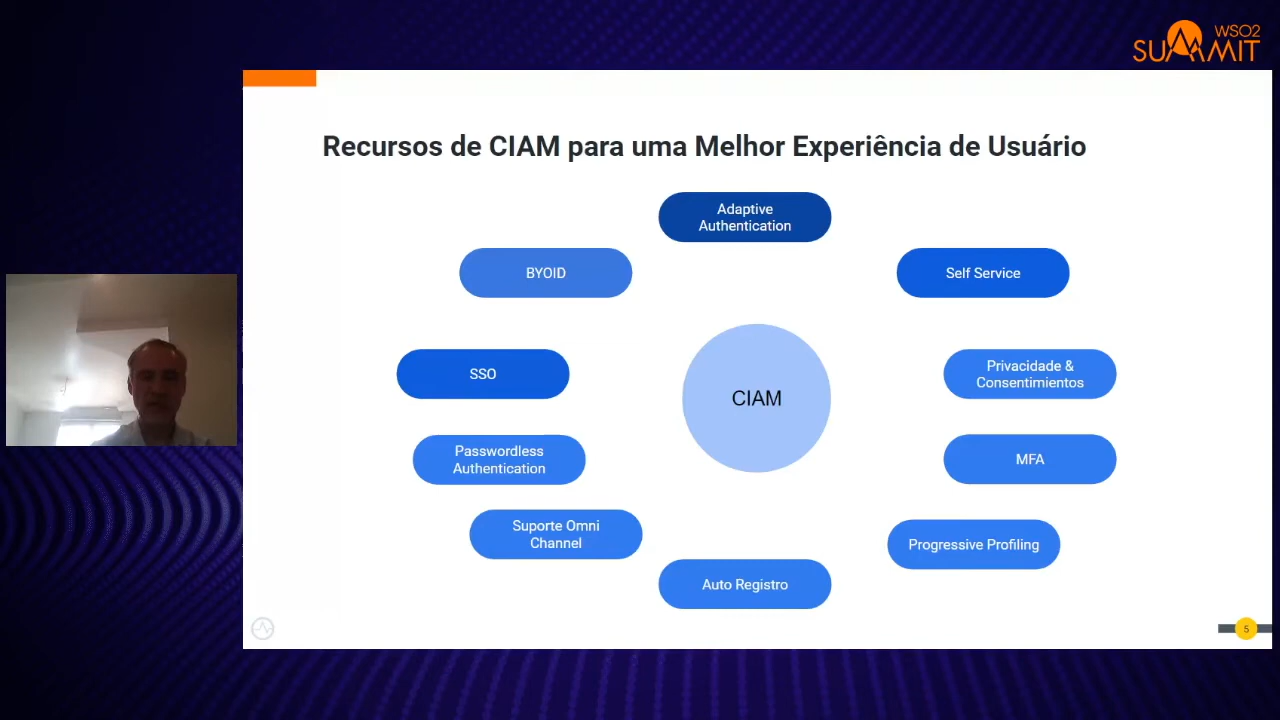 WSO2
SUMMIT
Recursos de CIAM para uma Melhor Experiência de Usuário
Adaptive
Authentication
BYOID
Self Service
SSO
Privacidade &
Consentimientos
CIAM
Passwordless
Authentication
MFA
Suporte Omni
Channel
Progressive Profiling
Auto Registro
5